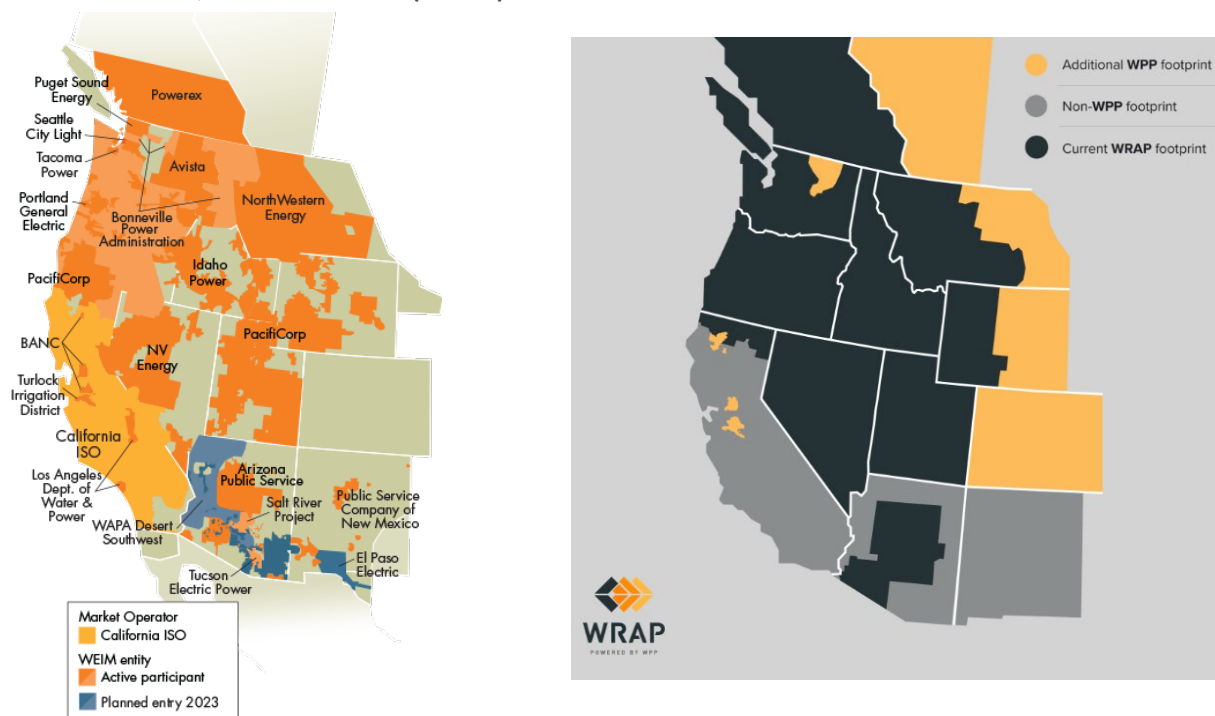 Puget Sound
Energy
Seattle
City Light
Tacoma
Power
Portland
General
Electric
PacifiCorp
BANC
Turlock
Irrigation
District
California
ISO
Los Angeles
Dept. of
Water &
Power
WAPA Desert
Southwest
Tucson
Electric Power
Powerex
Avista
NorthWestern
Energy
Bonneville
Power
Administration
Idaho
Power
PacifiCorp
NV
Energy
Arizona
Public Service
Salt River
Project
Public Service
Company of
New Mexico
El Paso
Electric
Market Operator
California ISO
WEIM entity
Active participant
Planned entry 2023
Additional WPP footprint
Non-WPP footprint
Current WRAP footprint
WRAP
POWERED BY WPP